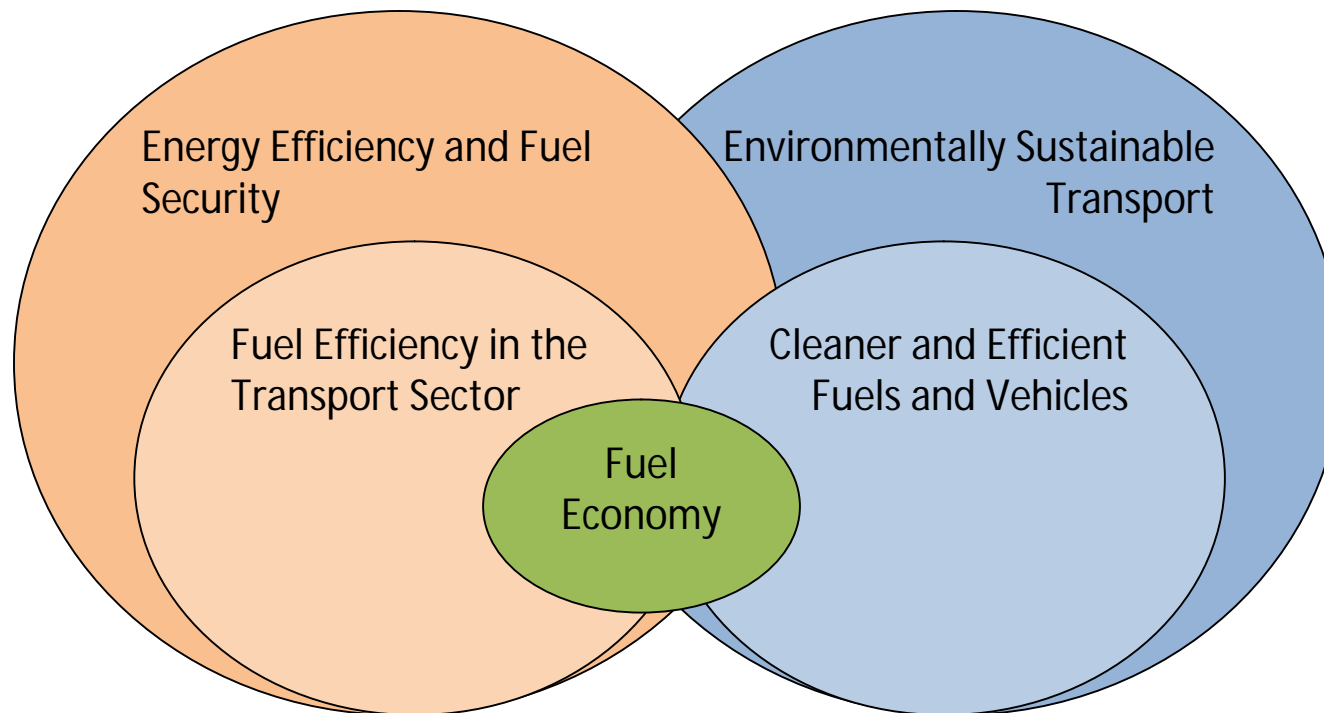 Energy Efficiency and Fuel
Security
Environmentally Sustainable
Transport
Fuel Efficiency in the
Transport Sector
Cleaner and Efficient
Fuels and Vehicles
Fuel
Economy